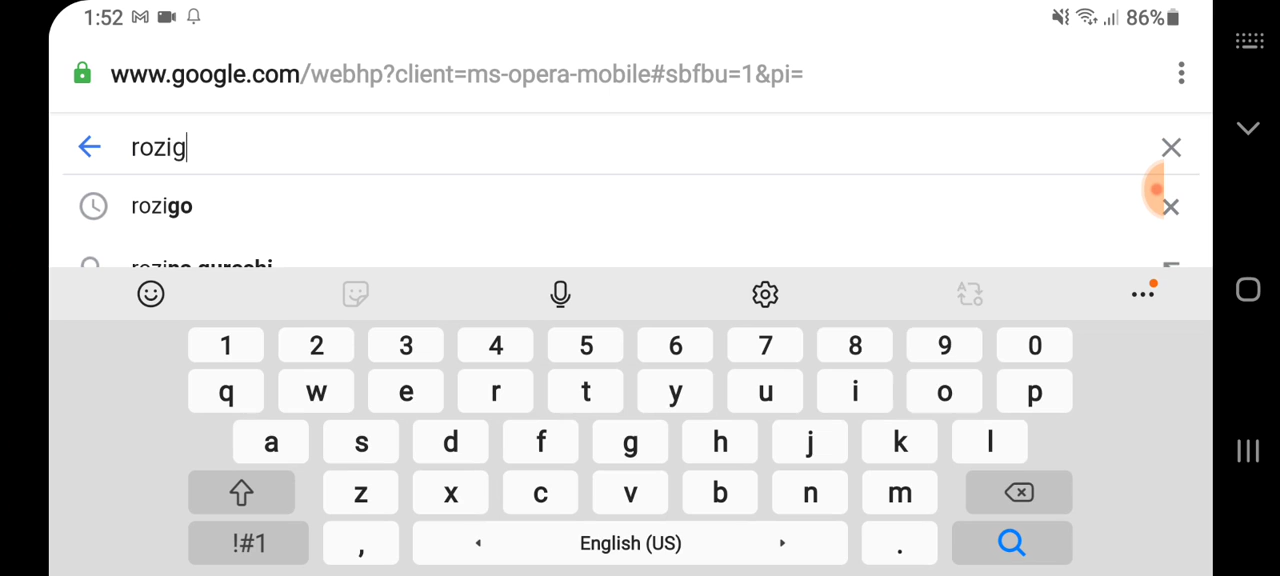 1:52 86%
www.google.com/webhp?client=ms-opera-mobile#sbfbu=1&pi=
rozig
rozigo
1 2 3 4 5 6 7 8 9 0
q w e r t y u i o p
a s d f g h j k l
z x c v b n m
!#1 , English (US) .